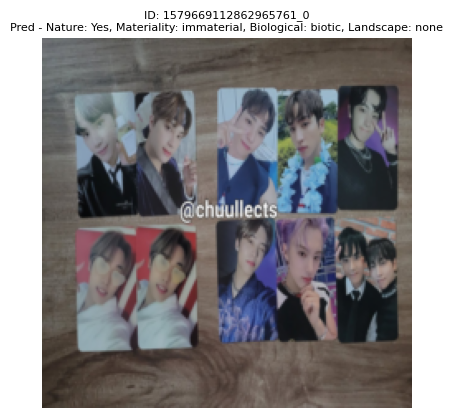 ID: 1579669112862965761_0
Pred - Nature: Yes, Materiality: immaterial, Biological: biotic, Landscape: none
@chuullects